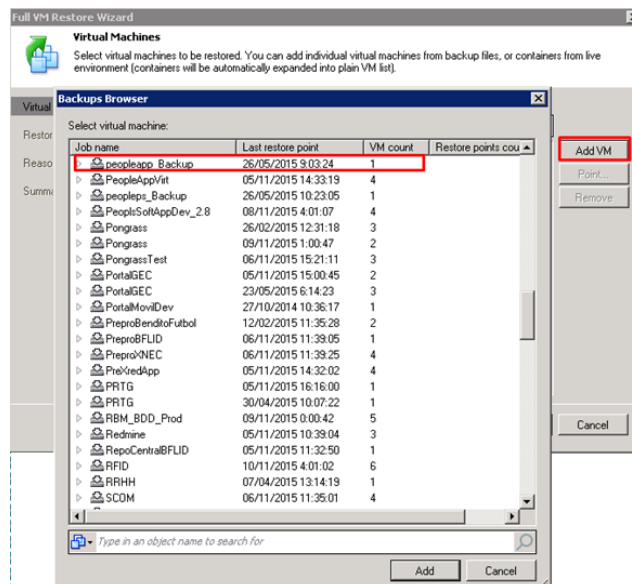 Full VM Restore Wizard
Virtual Machines
Select virtual machines to be restored. You can add individual virtual machines from backup files, or containers from live
environment (containers will be automatically expanded into plain VM list).
Virtual
Backups Browser
Select virtual machine:
Restor
Reaso
Summa
Job name Last restore point VM count Restore points cou
Add VM
Point...
Remove
peopleapp_Backup 26/05/2015 9:03:24 1
PeopleAppVirt 05/11/2015 14:33:19 4
peopleps_Backup 26/05/2015 10:23:05 1
PeoplsSoftAppDev_2.8 08/11/2015 4:01:07 4
Pongrass 26/02/2015 12:31:18 3
Pongrass 09/11/2015 1:00:47 2
PongrassTest 06/11/2015 15:21:11 3
PortalGEC 05/11/2015 15:00:45 2
PortalGEC 23/05/2015 6:14:23 3
PortalMovilDev 27/10/2014 10:36:17 1
PreproBenditoFutbol 12/02/2015 11:35:28 2
PreproBFLID 06/11/2015 11:39:05 1
PreproXNEC 06/11/2015 11:39:25 4
PreXredApp 05/11/2015 14:32:02 4
PRTG 05/11/2015 16:16:00 1
PRTG 30/04/2015 10:07:22 1
RBM_BDD_Prod 09/11/2015 0:00:42 5
Redmine 05/11/2015 10:39:04 3
RepoCentralBFLID 05/11/2015 11:32:50 1
RFID 10/11/2015 4:01:02 6
RRHH 07/04/2015 13:14:19 1
SCOM 06/11/2015 11:35:01 4
Cancel
Type in an object name to search for
Add Cancel